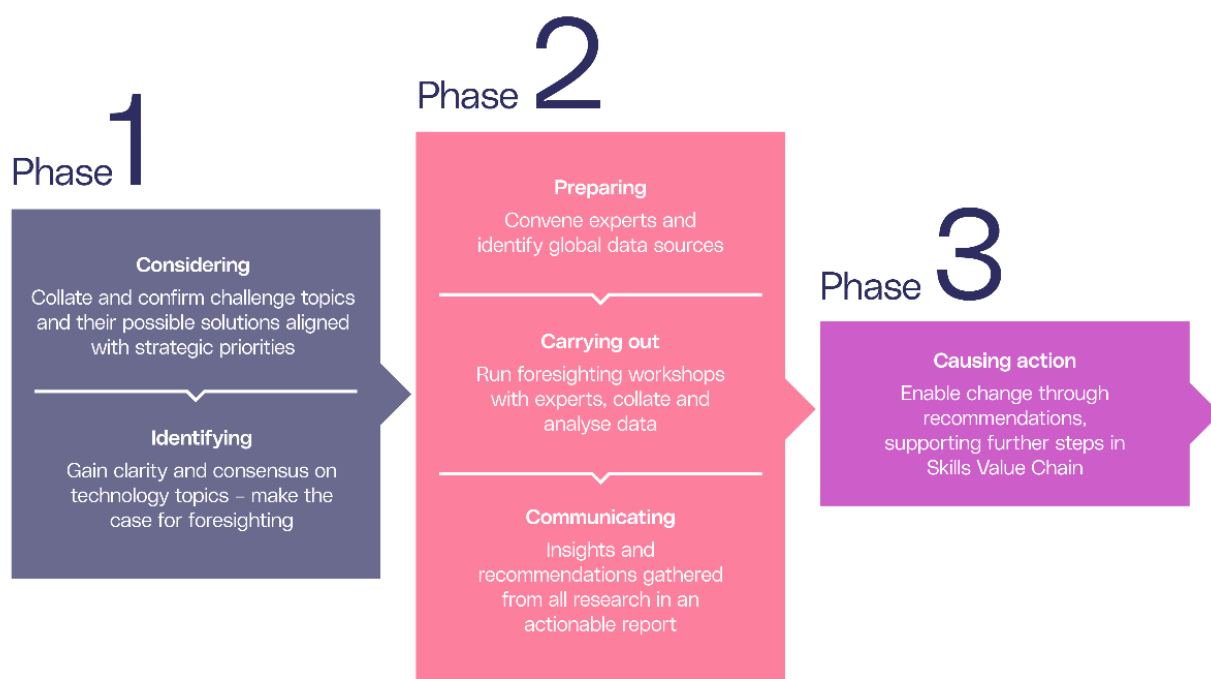 Phase 1
Considering
Collate and confirm challenge topics
and their possible solutions aligned
with strategic priorities
Identifying
Gain clarity and consensus on
technology topics – make the
case for foresighting
Phase 2
Preparing
Convene experts and
identify global data sources
Carrying out
Run foresighting workshops
with experts, collate and
analyse data
Communicating
Insights and
recommendations gathered
from all research in an
actionable report
Phase 3
Causing action
Enable change through
recommendations,
supporting further steps in
Skills Value Chain